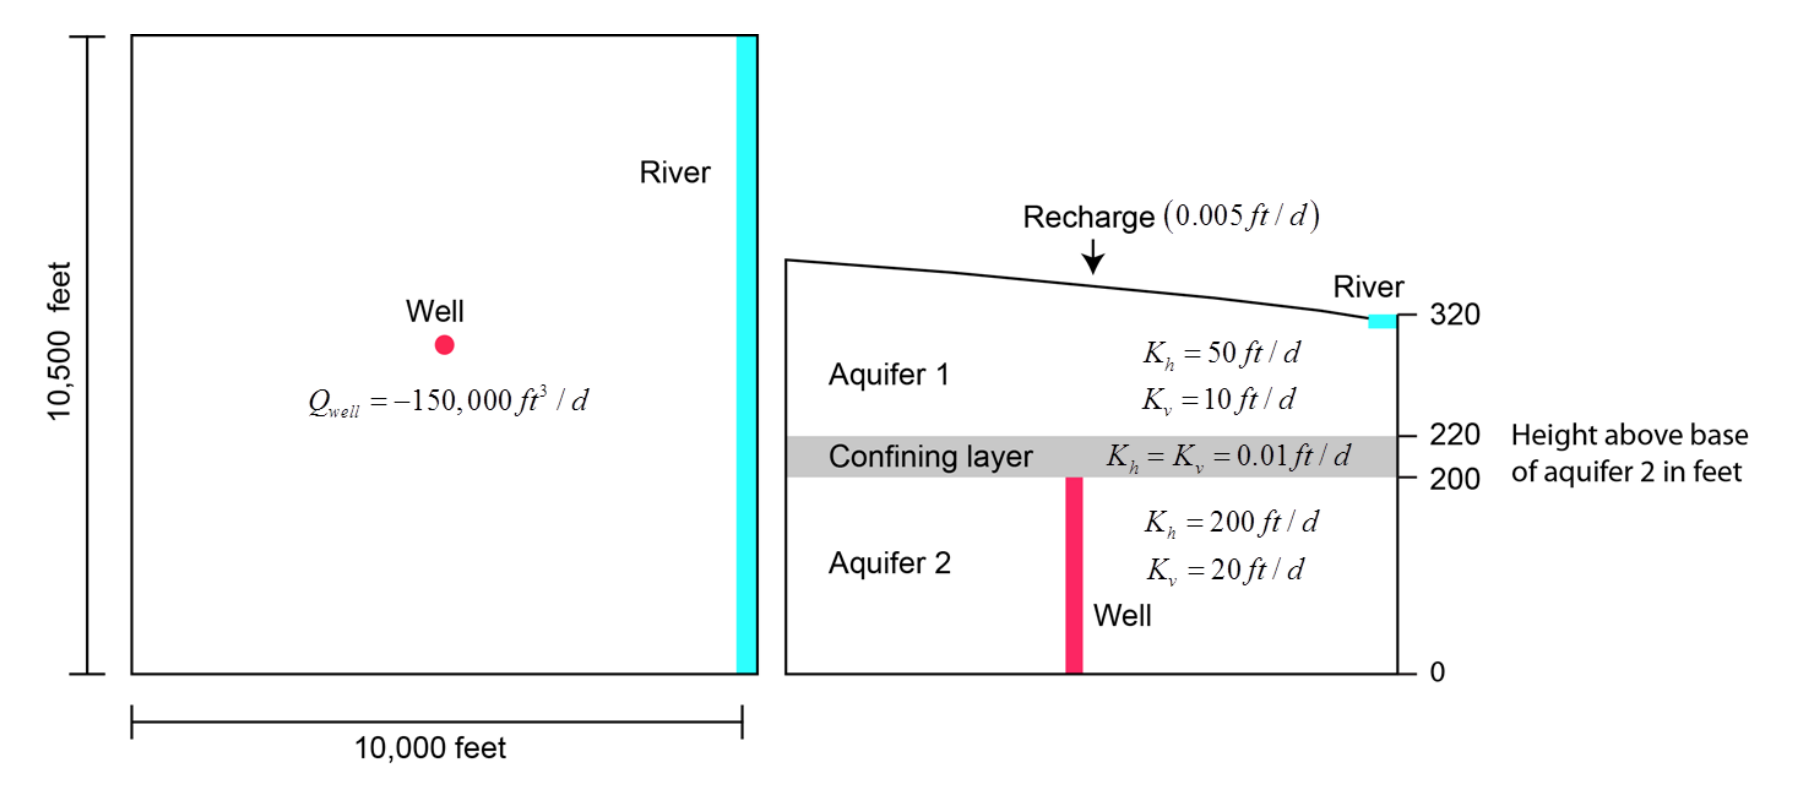 10,500 feet
River
Well
Q_well = −150,000 ft³ / d
10,000 feet
Recharge (0.005 ft / d)
River
320
Aquifer 1
K_h = 50 ft / d
K_v = 10 ft / d
220
Confining layer
K_h = K_v = 0.01 ft / d
200
Height above base
of aquifer 2 in feet
Aquifer 2
K_h = 200 ft / d
K_v = 20 ft / d
Well
0